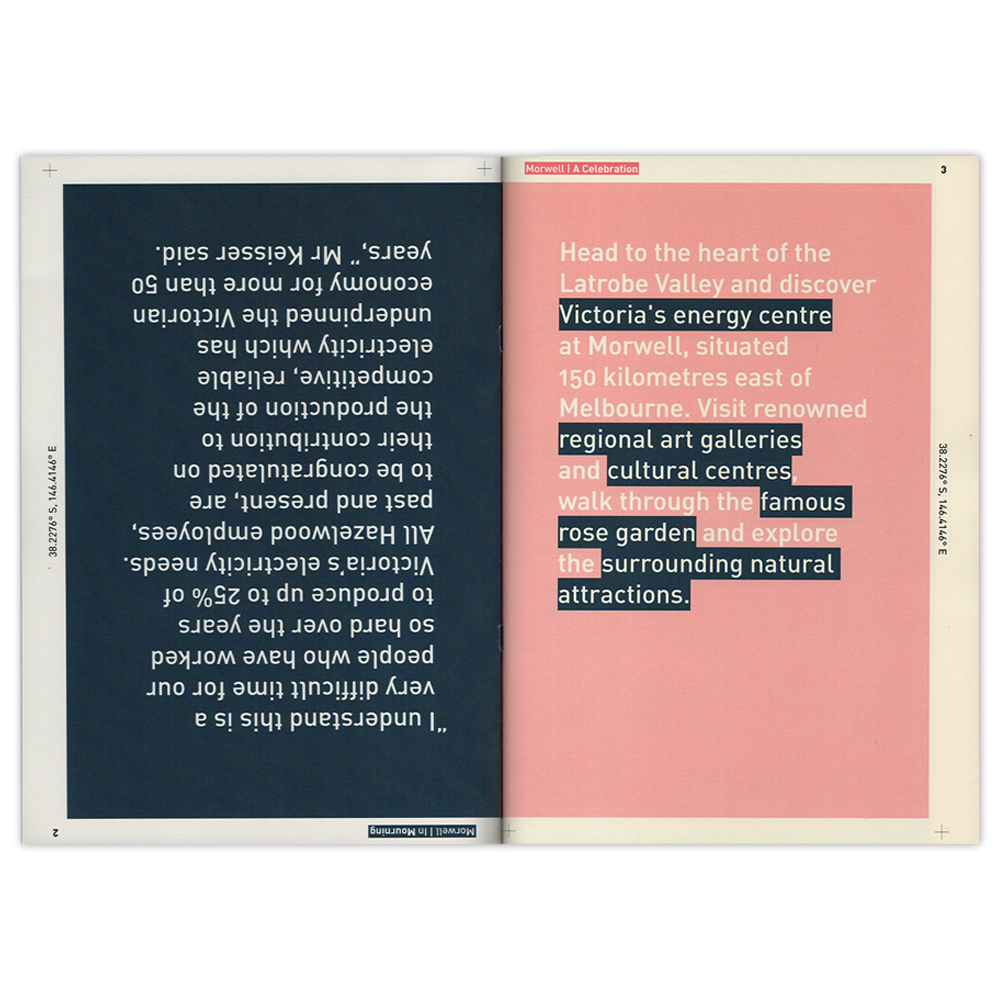 Morwell | In Mourning
2
"I understand this is a
very difficult time for our
people who have worked
so hard over the years
to produce up to 25% of
Victoria's electricity needs.
All Hazelwood employees,
past and present, are
to be congratulated on
their contribution to
the production of the
competitive, reliable
electricity which has
underpinned the Victorian
economy for more than 50
years," Mr Keisser said.
38.2276° S, 146.4146° E
Morwell | A Celebration
3
Head to the heart of the
Latrobe Valley and discover
Victoria's energy centre
at Morwell, situated
150 kilometres east of
Melbourne. Visit renowned
regional art galleries
and cultural centres,
walk through the famous
rose garden and explore
the surrounding natural
attractions.
38.2276° S, 146.4146° E